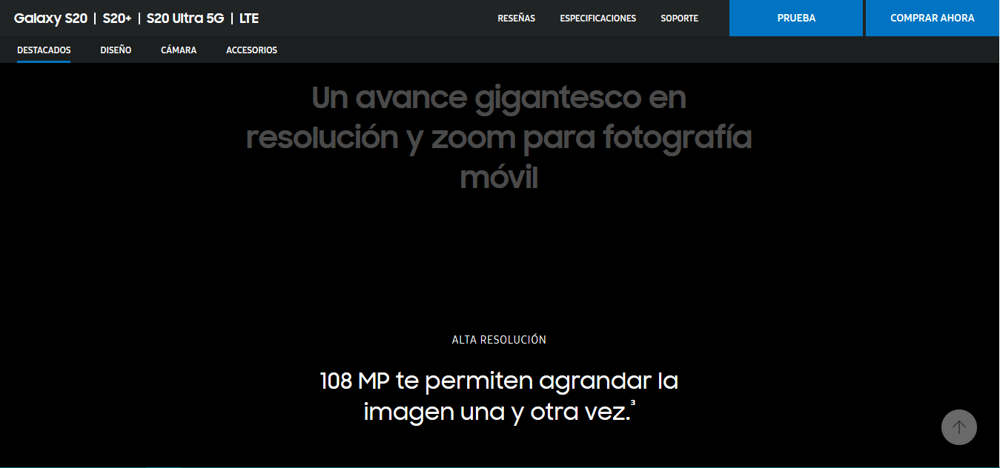 Galaxy S20 | S20+ | S20 Ultra 5G | LTE
RESEÑAS
ESPECIFICACIONES
SOPORTE
PRUEBA
COMPRAR AHORA
DESTACADOS
DISEÑO
CÁMARA
ACCESORIOS
Un avance gigantesco en
resolución y zoom para fotografía
móvil
ALTA RESOLUCIÓN
108 MP te permiten agrandar la
imagen una y otra vez.³